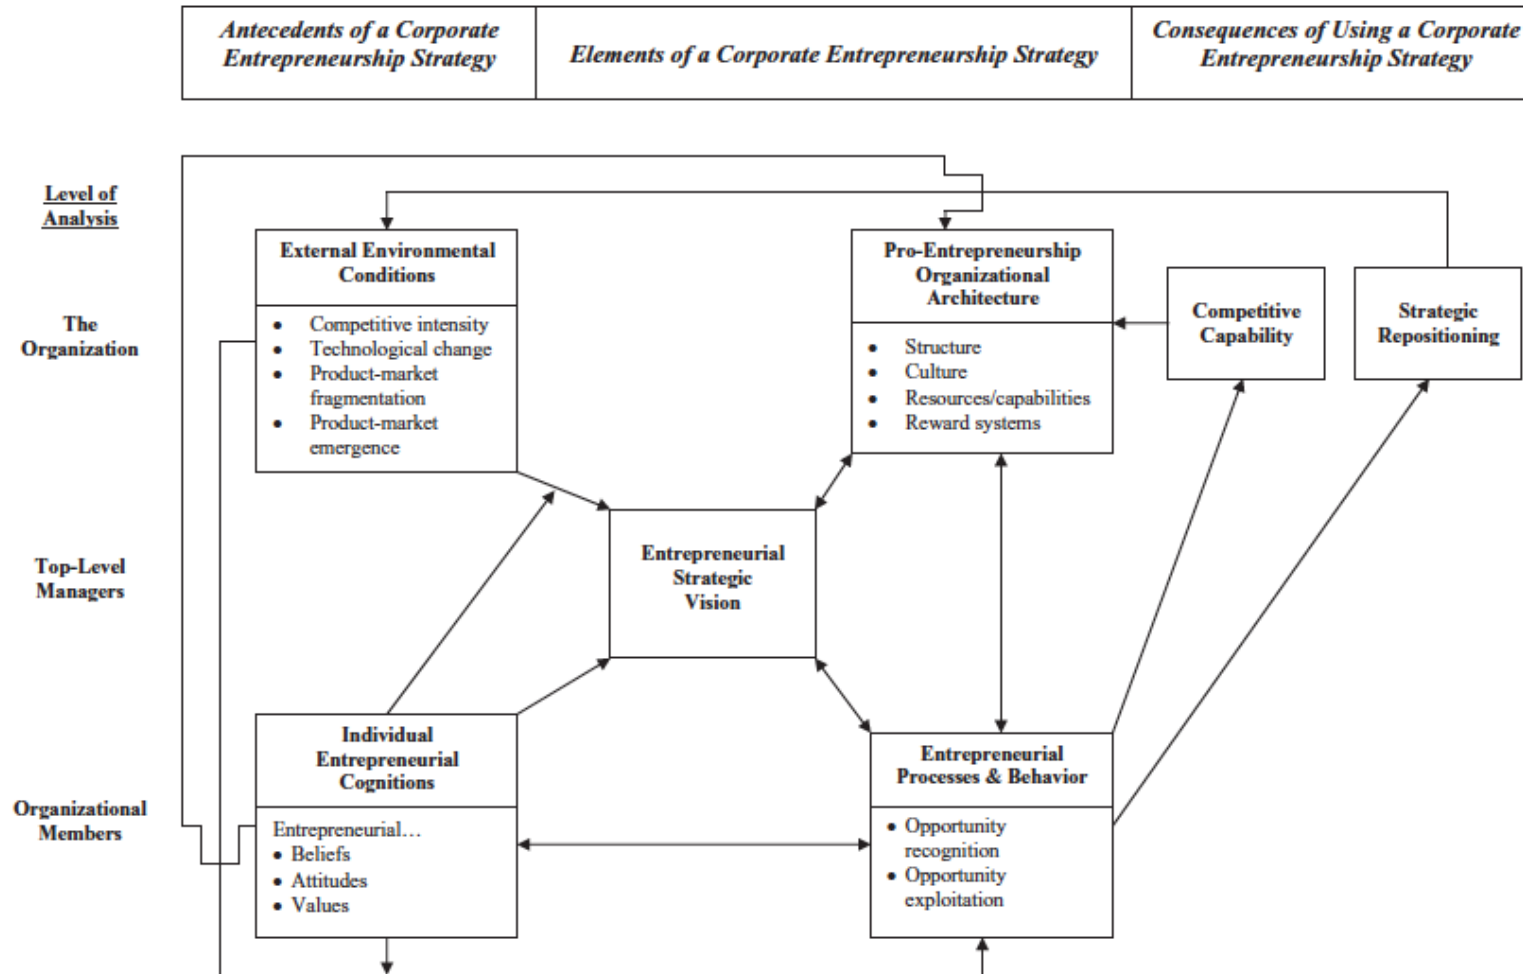 Antecedents of a Corporate
Entrepreneurship Strategy
Elements of a Corporate Entrepreneurship Strategy
Consequences of Using a Corporate
Entrepreneurship Strategy
Level of
Analysis
The
Organization
Top-Level
Managers
Organizational
Members
External Environmental
Conditions
• Competitive intensity
• Technological change
• Product-market
fragmentation
• Product-market
emergence
Pro-Entrepreneurship
Organizational
Architecture
• Structure
• Culture
• Resources/capabilities
• Reward systems
Competitive
Capability
Strategic
Repositioning
Entrepreneurial
Strategic
Vision
Individual
Entrepreneurial
Cognitions
Entrepreneurial…
• Beliefs
• Attitudes
• Values
Entrepreneurial
Processes & Behavior
• Opportunity
recognition
• Opportunity
exploitation